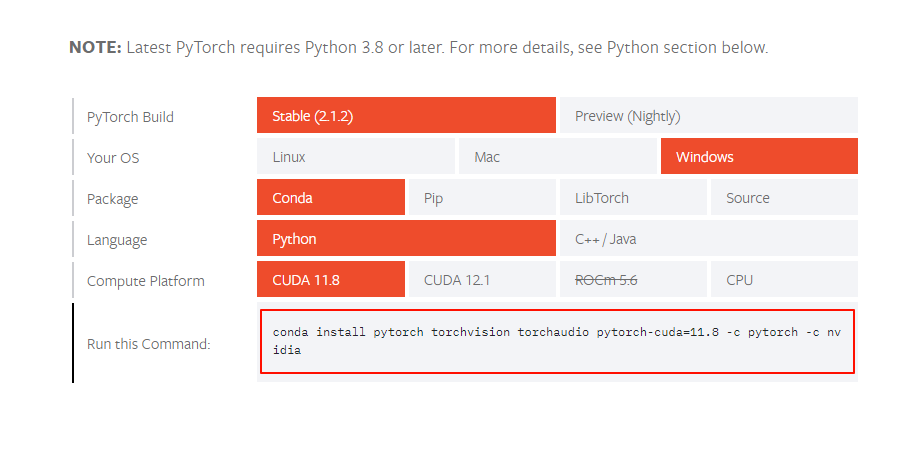 NOTE: Latest PyTorch requires Python 3.8 or later. For more details, see Python section below.
PyTorch Build Stable (2.1.2) Preview (Nightly)
Your OS Linux Mac Windows
Package Conda Pip LibTorch Source
Language Python C++ / Java
Compute Platform CUDA 11.8 CUDA 12.1 ROCm 5.6 CPU
Run this Command: conda install pytorch torchvision torchaudio pytorch-cuda=11.8 -c pytorch -c nv
idia